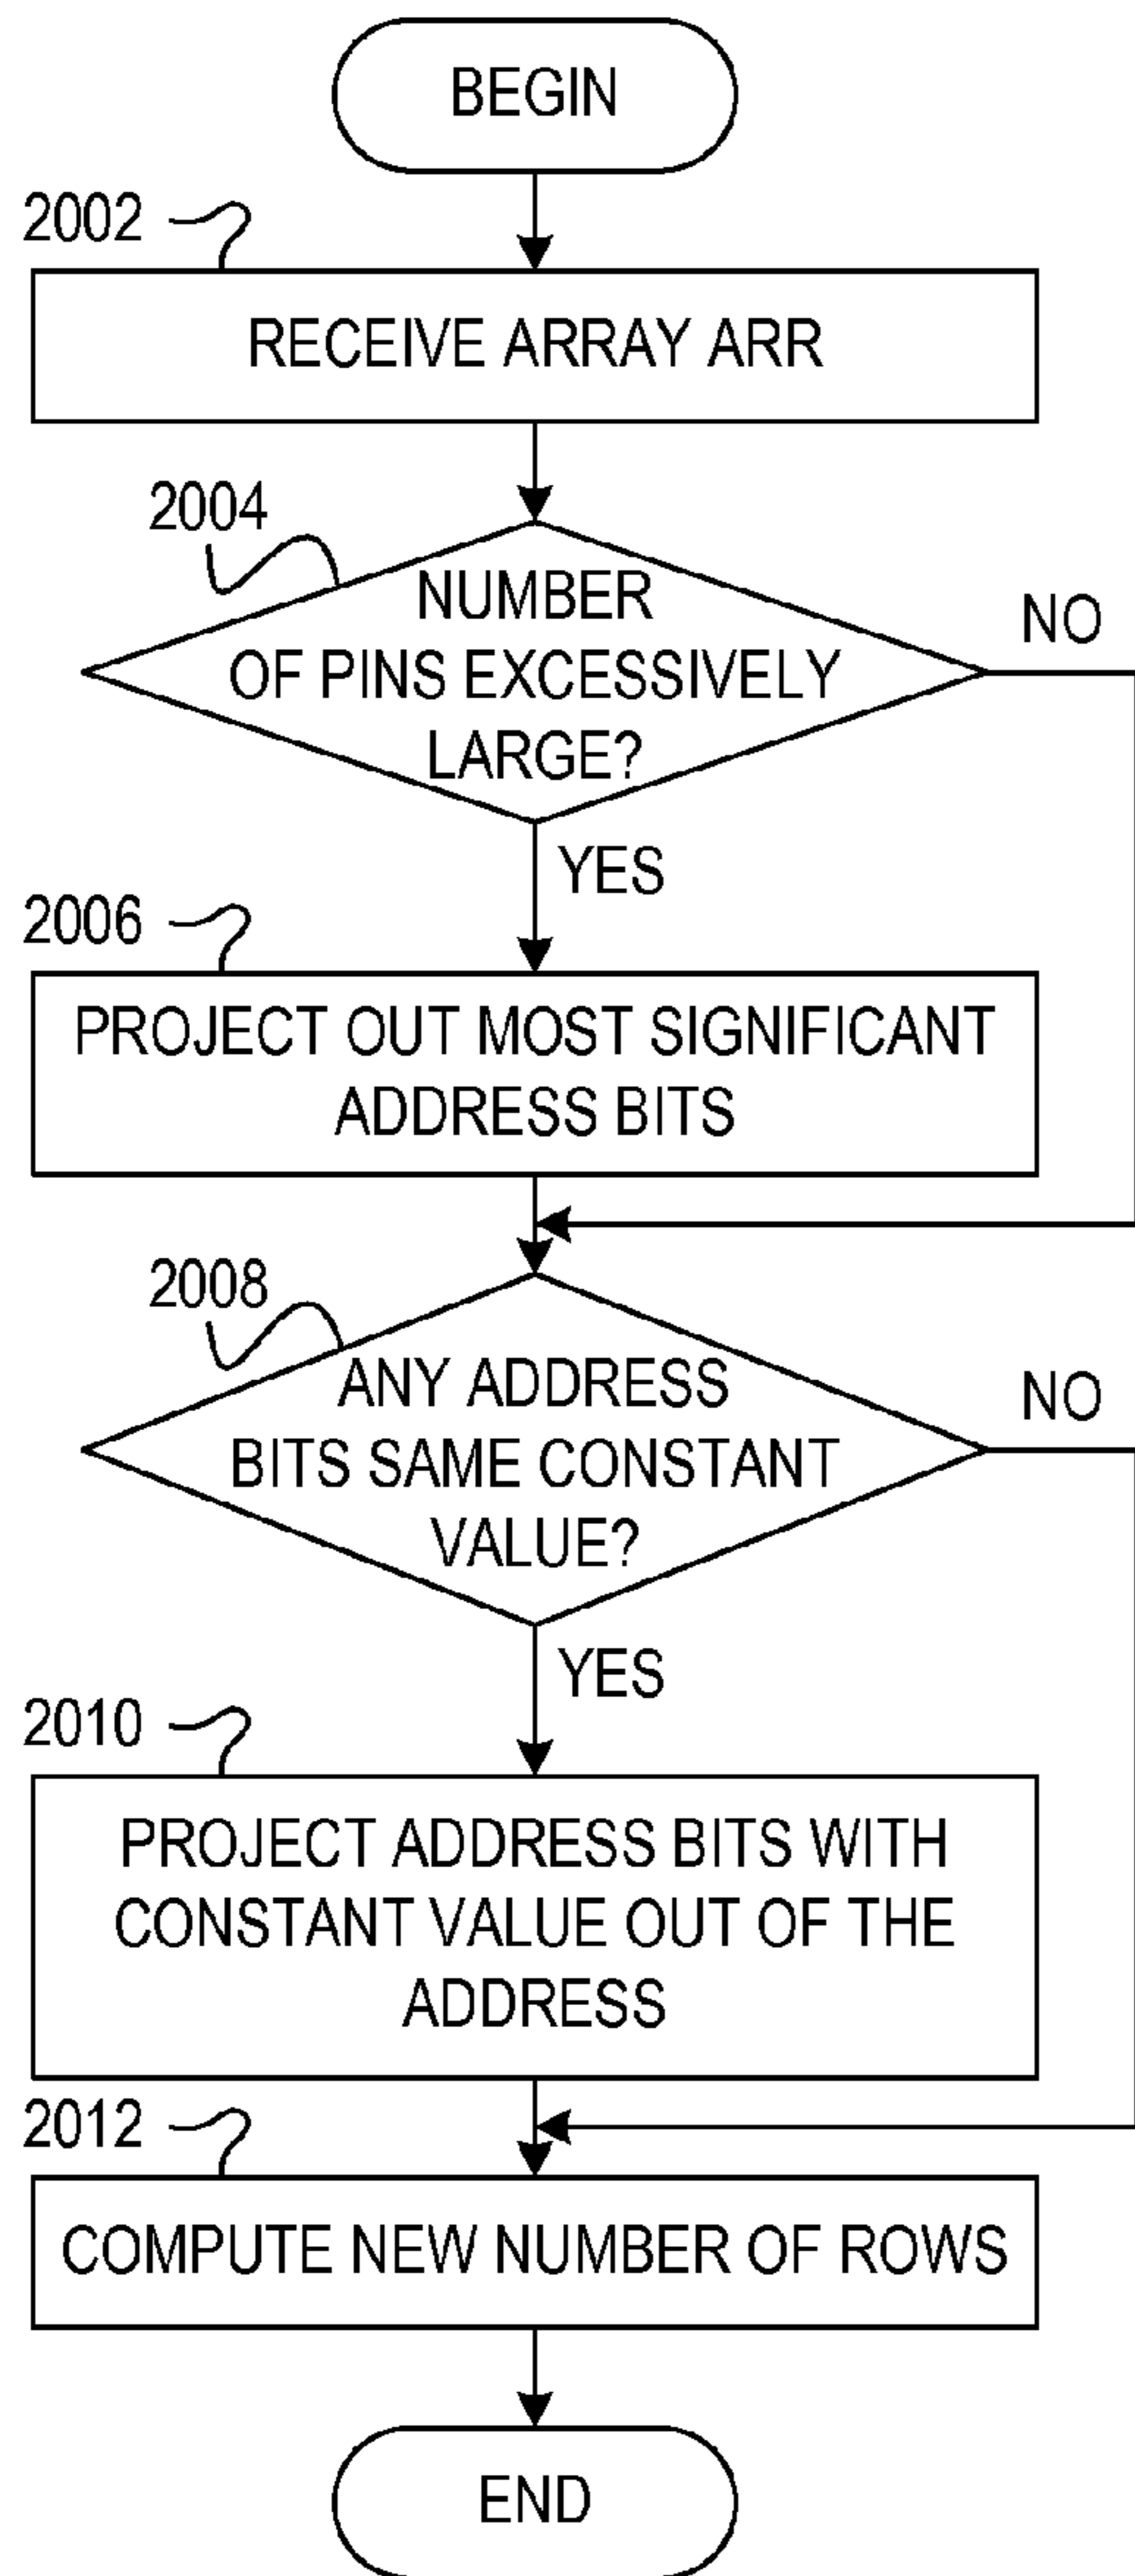 BEGIN
2002
RECEIVE ARRAY ARR
2004
NUMBER
OF PINS EXCESSIVELY
LARGE?
NO
YES
2006
PROJECT OUT MOST SIGNIFICANT
ADDRESS BITS
2008
ANY ADDRESS
BITS SAME CONSTANT
VALUE?
NO
YES
2010
PROJECT ADDRESS BITS WITH
CONSTANT VALUE OUT OF THE
ADDRESS
2012
COMPUTE NEW NUMBER OF ROWS
END